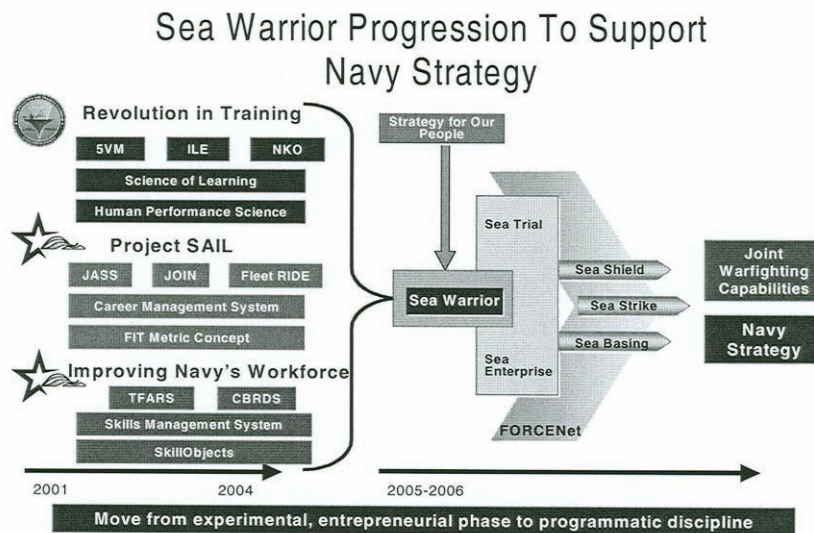 Sea Warrior Progression To Support
Navy Strategy
Revolution in Training
5VM
ILE
NKO
Science of Learning
Human Performance Science
Project SAIL
JASS
JOIN
Fleet RIDE
Career Management System
FIT Metric Concept
Improving Navy's Workforce
TFARS
CBRDS
Skills Management System
SkillObjects
2001
2004
Strategy for Our
People
Sea Trial
Sea Warrior
Sea
Enterprise
Sea Shield
Sea Strike
Sea Basing
FORCENet
Joint
Warfighting
Capabilities
Navy
Strategy
2005-2006
Move from experimental, entrepreneurial phase to programmatic discipline